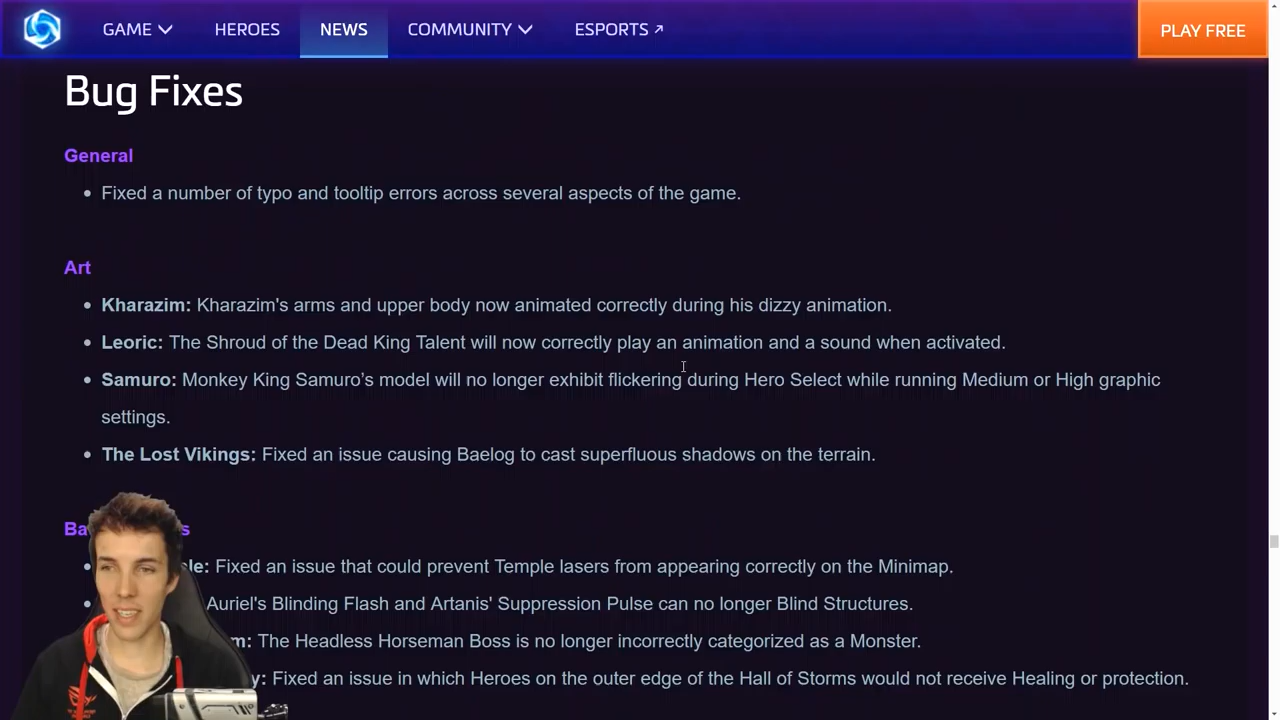 GAME HEROES NEWS COMMUNITY ESPORTS ↗ PLAY FREE
Bug Fixes
General
• Fixed a number of typo and tooltip errors across several aspects of the game.
Art
• Kharazim: Kharazim's arms and upper body now animated correctly during his dizzy animation.
• Leoric: The Shroud of the Dead King Talent will now correctly play an animation and a sound when activated.
• Samuro: Monkey King Samuro’s model will no longer exhibit flickering during Hero Select while running Medium or High graphic
settings.
• The Lost Vikings: Fixed an issue causing Baelog to cast superfluous shadows on the terrain.
• Fixed an issue that could prevent Temple lasers from appearing correctly on the Minimap.
• Auriel's Blinding Flash and Artanis' Suppression Pulse can no longer Blind Structures.
The Headless Horseman Boss is no longer incorrectly categorized as a Monster.
Fixed an issue in which Heroes on the outer edge of the Hall of Storms would not receive Healing or protection.